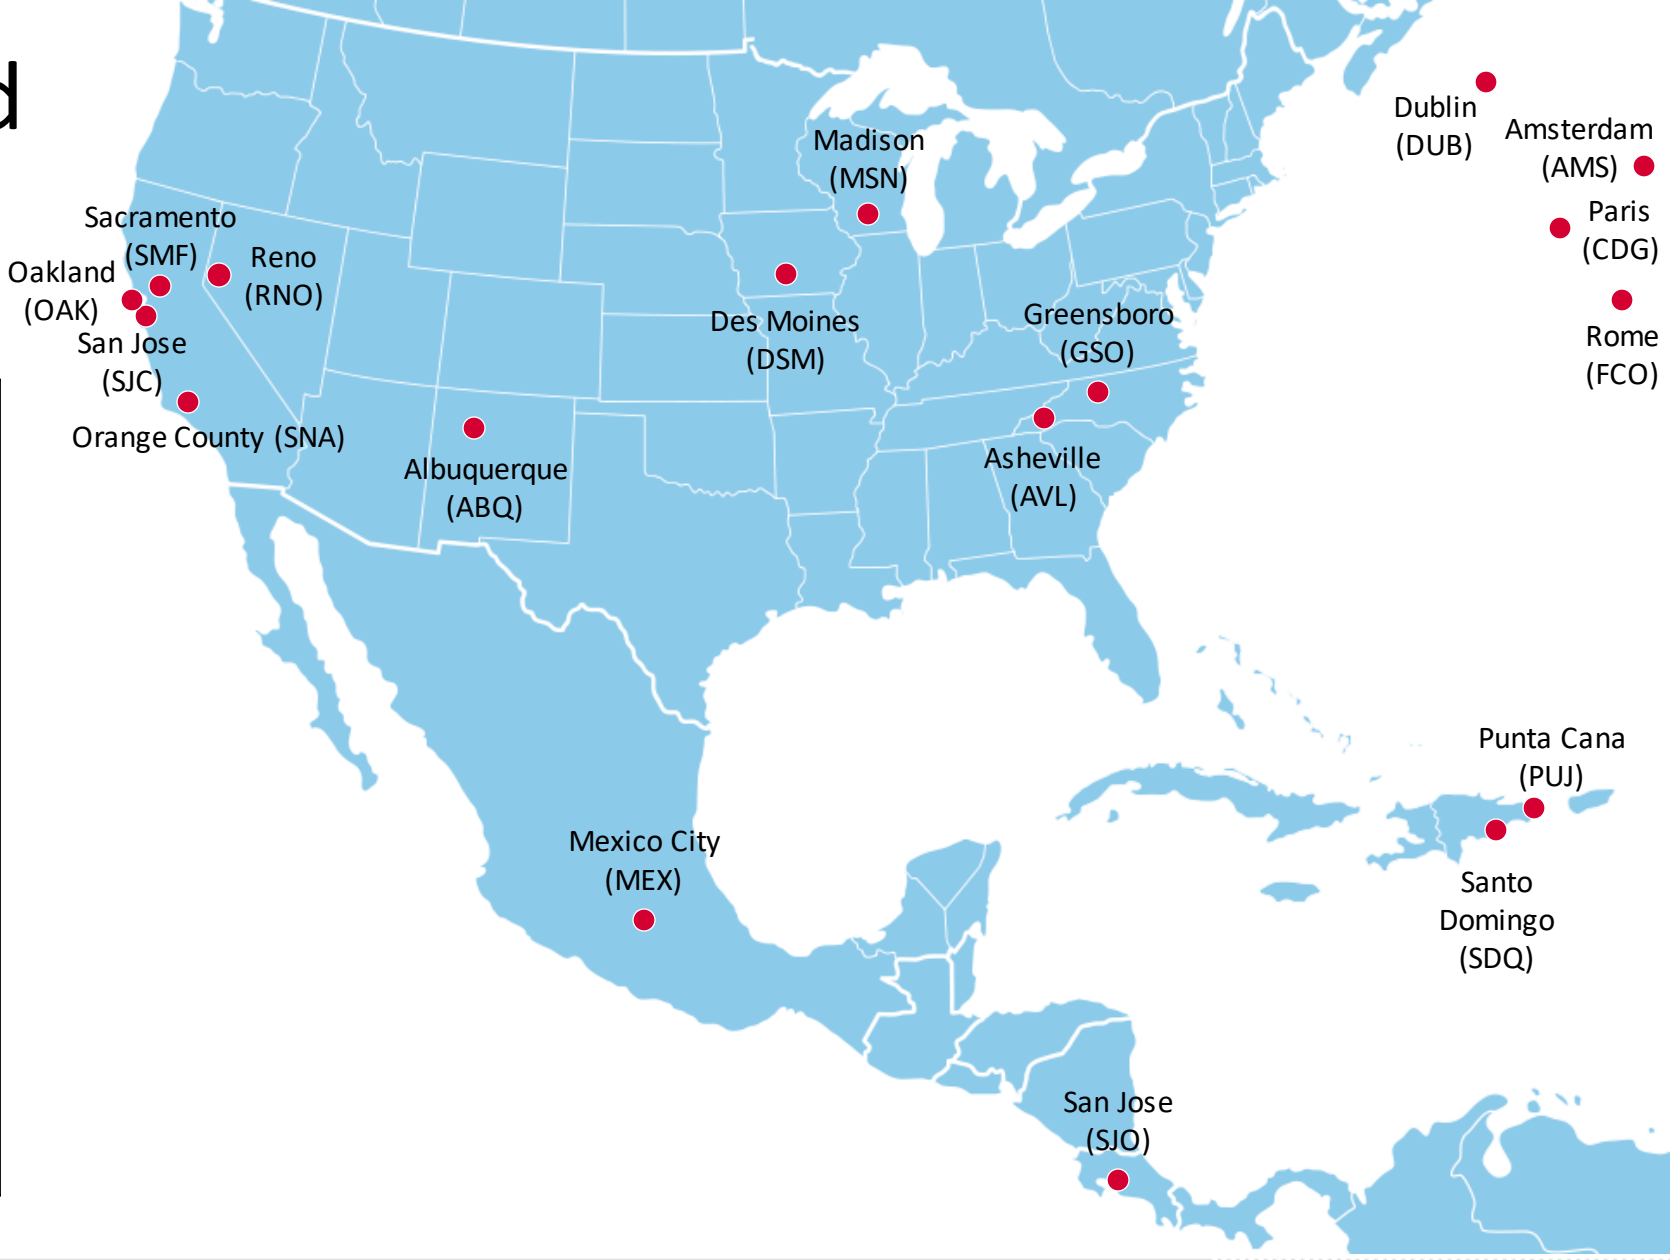 d
Dublin
(DUB)
Amsterdam
(AMS)
Madison
(MSN)
Paris
(CDG)
Sacramento
(SMF)
Reno
(RNO)
Oakland
(OAK)
San Jose
(SJC)
Des Moines
(DSM)
Greensboro
(GSO)
Rome
(FCO)
Orange County (SNA)
Albuquerque
(ABQ)
Asheville
(AVL)
Punta Cana
(PUJ)
Mexico City
(MEX)
Santo
Domingo
(SDQ)
San Jose
(SJO)